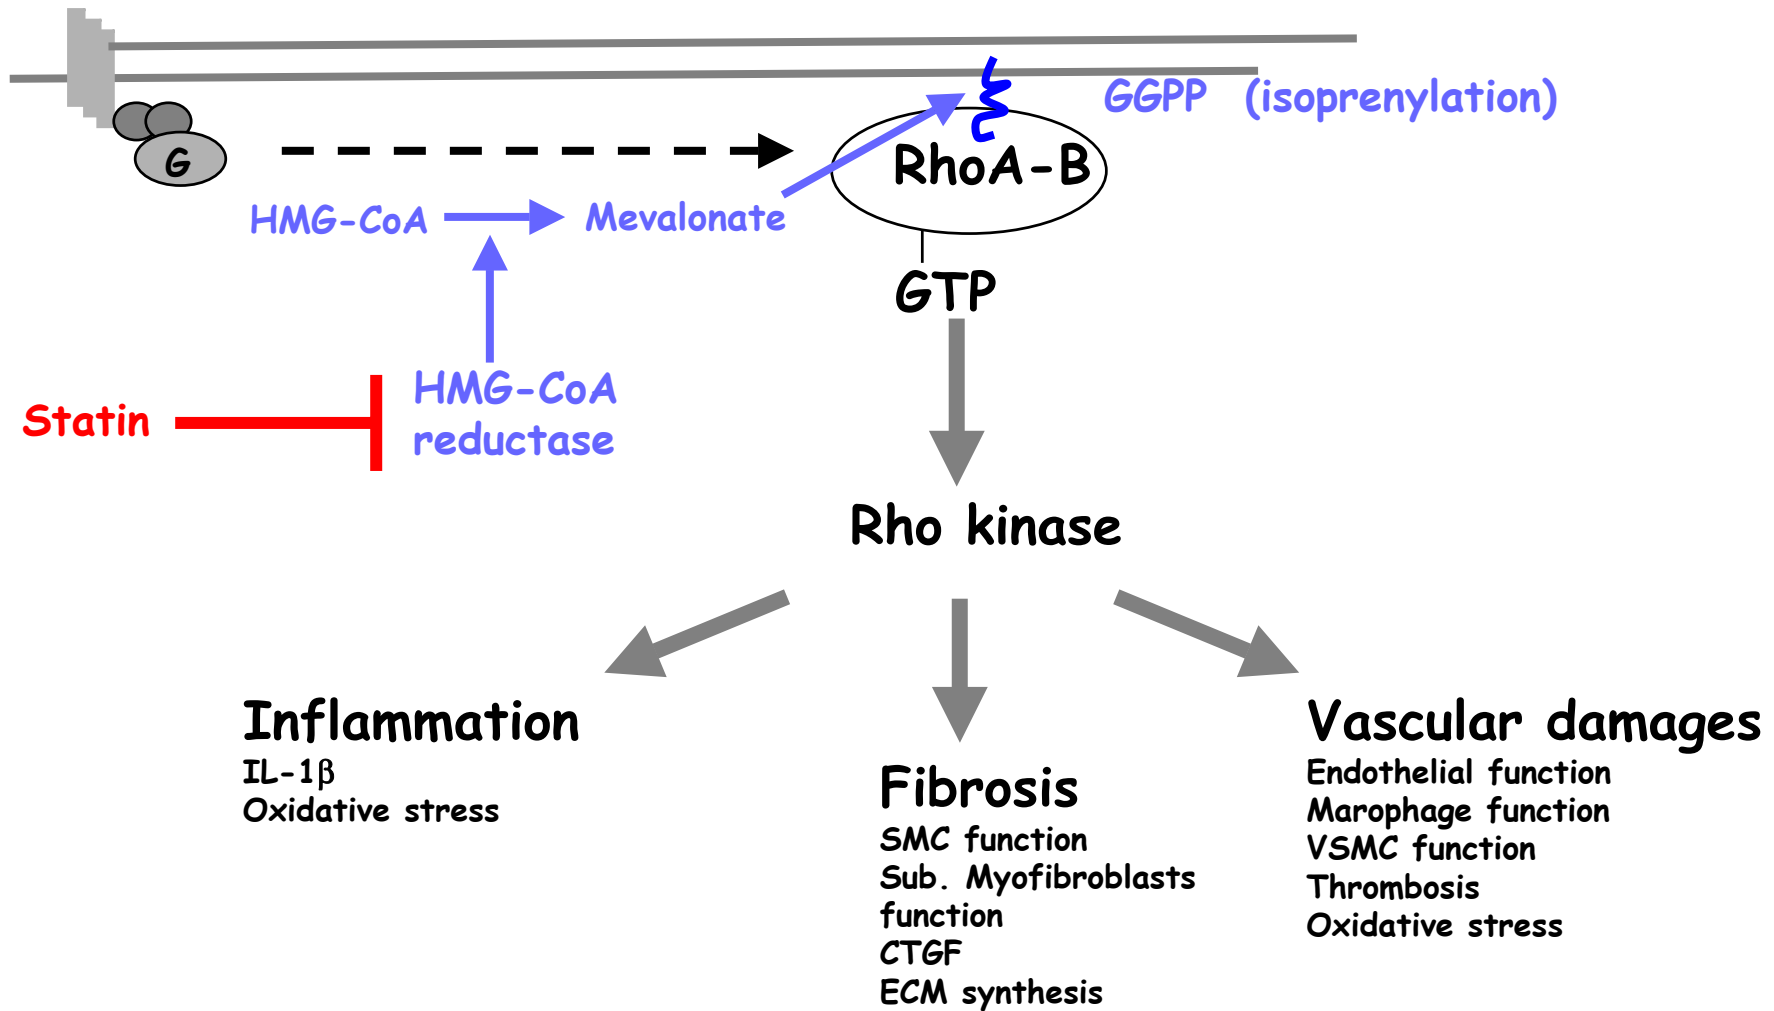 GGPP (isoprenylation)
G
RhoA-B
HMG-CoA
Mevalonate
GTP
HMG-CoA
reductase
Statin
Rho kinase
Inflammation
IL-1β
Oxidative stress
Fibrosis
SMC function
Sub. Myofibroblasts
function
CTGF
ECM synthesis
Vascular damages
Endothelial function
Marophage function
VSMC function
Thrombosis
Oxidative stress